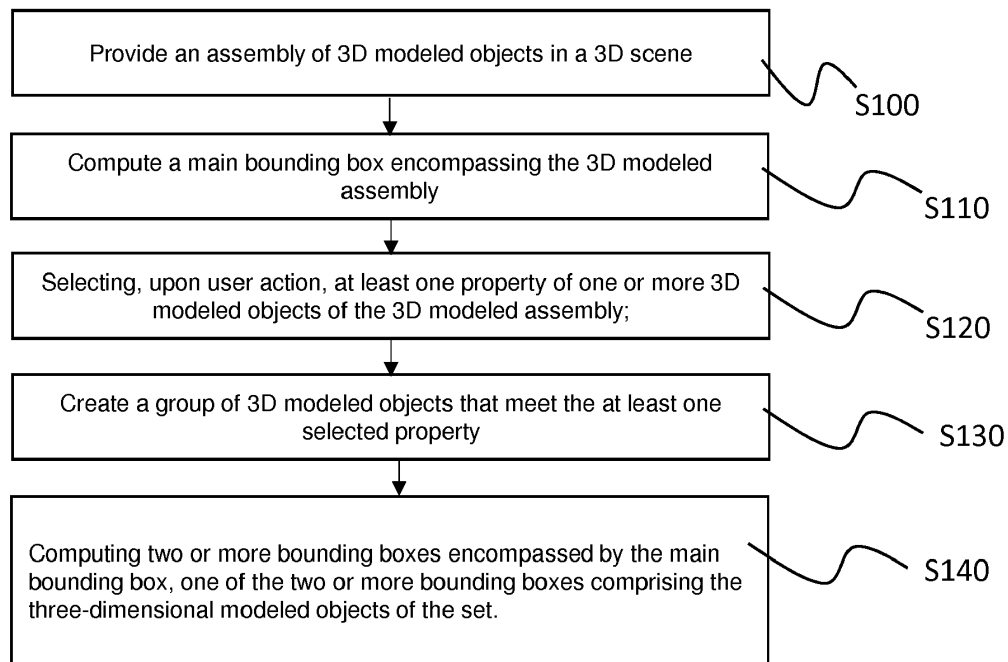 Provide an assembly of 3D modeled objects in a 3D scene
S100
Compute a main bounding box encompassing the 3D modeled
assembly
S110
Selecting, upon user action, at least one property of one or more 3D
modeled objects of the 3D modeled assembly;
S120
Create a group of 3D modeled objects that meet the at least one
selected property
S130
Computing two or more bounding boxes encompassed by the main
bounding box, one of the two or more bounding boxes comprising the
three-dimensional modeled objects of the set.
S140